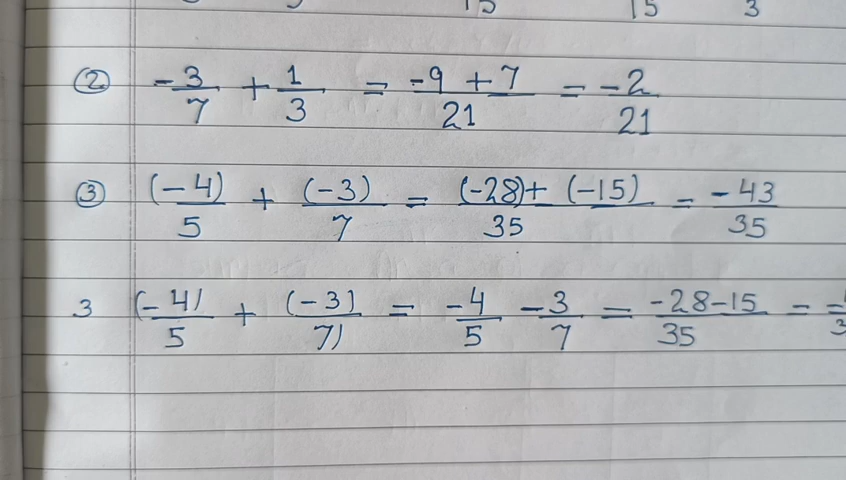 15 15 3
② -3/7 + 1/3 = -9+7/21 = -2/21
③ (-4)/5 + (-3)/7 = (-28)+(-15)/35 = -43/35
3 (-4)/5 + (-3)/7) = -4/5 -3/7 = -28-15/35 =